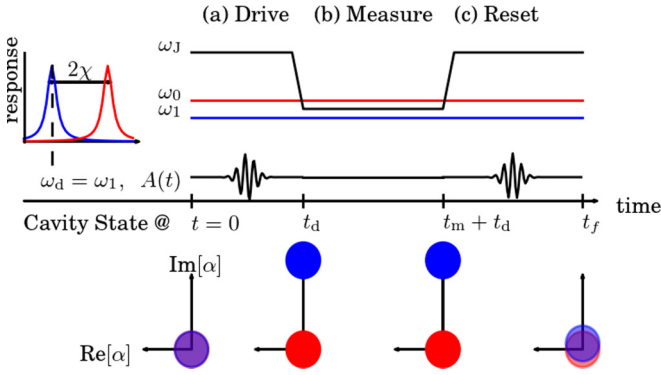 (a) Drive (b) Measure (c) Reset
response
2χ
ω_J
ω_0
ω_1
ω_d = ω_1, A(t)
time
Cavity State @ t = 0 t_d t_m + t_d t_f
Im[α]
Re[α]